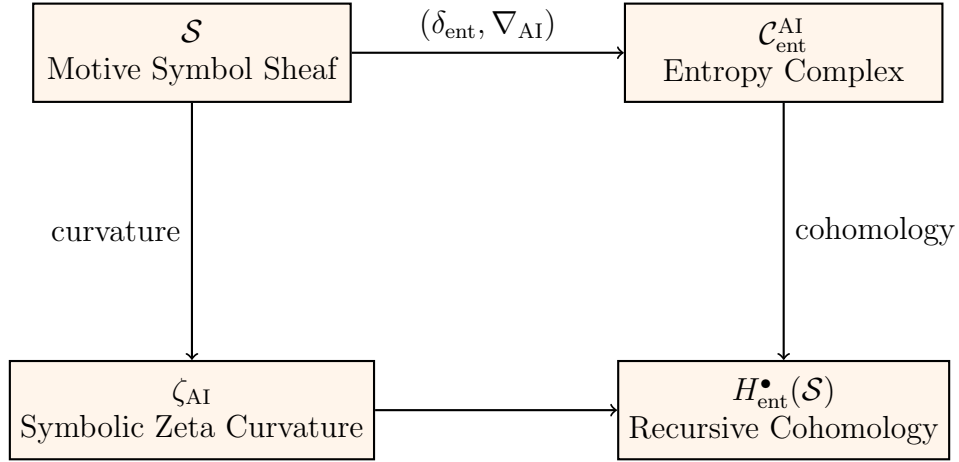 𝒮
Motive Symbol Sheaf
(δ_ent, ∇_AI)
𝒞_ent^AI
Entropy Complex
curvature
cohomology
ζ_AI
Symbolic Zeta Curvature
H_ent^•(𝒮)
Recursive Cohomology